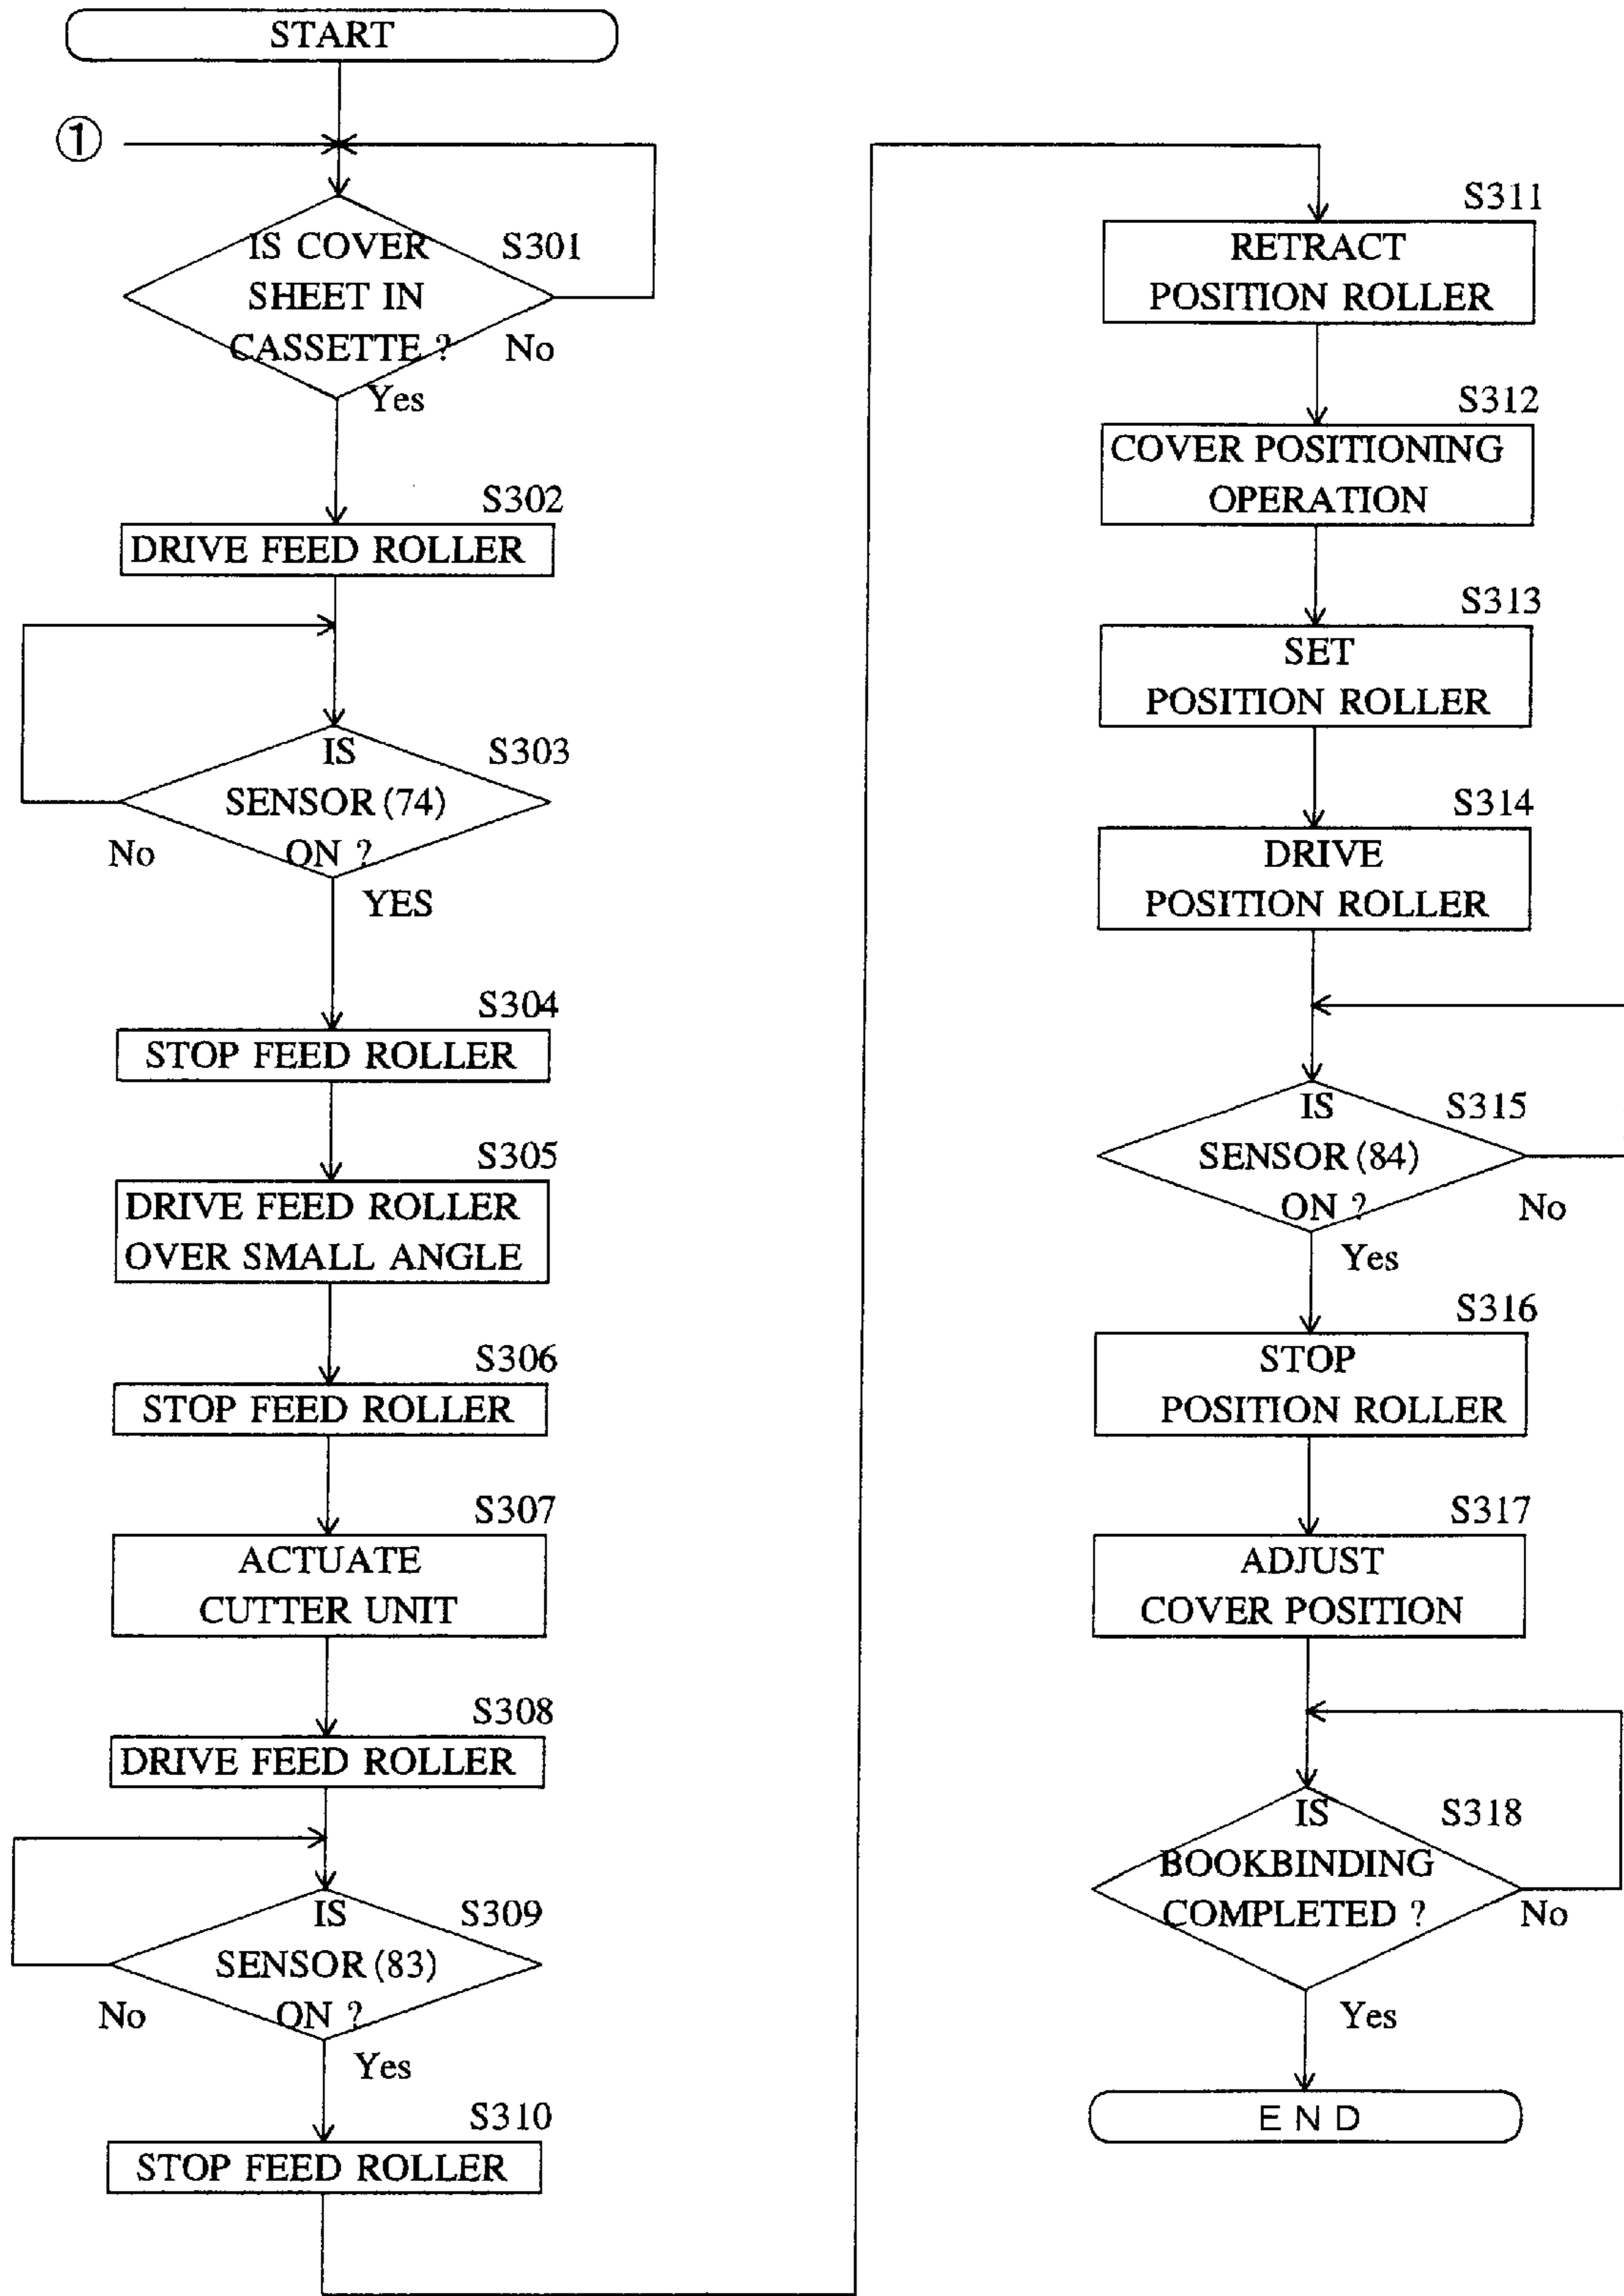 START
①
IS COVER
SHEET IN
CASSETTE ?
S301
No
Yes
S302
DRIVE FEED ROLLER
IS
SENSOR (74)
ON ?
S303
No
YES
S304
STOP FEED ROLLER
S305
DRIVE FEED ROLLER
OVER SMALL ANGLE
S306
STOP FEED ROLLER
S307
ACTUATE
CUTTER UNIT
S308
DRIVE FEED ROLLER
IS
SENSOR (83)
ON ?
S309
No
Yes
S310
STOP FEED ROLLER
S311
RETRACT
POSITION ROLLER
S312
COVER POSITIONING
OPERATION
S313
SET
POSITION ROLLER
S314
DRIVE
POSITION ROLLER
IS
SENSOR (84)
ON ?
S315
No
Yes
S316
STOP
POSITION ROLLER
S317
ADJUST
COVER POSITION
IS
BOOKBINDING
COMPLETED ?
S318
No
Yes
END